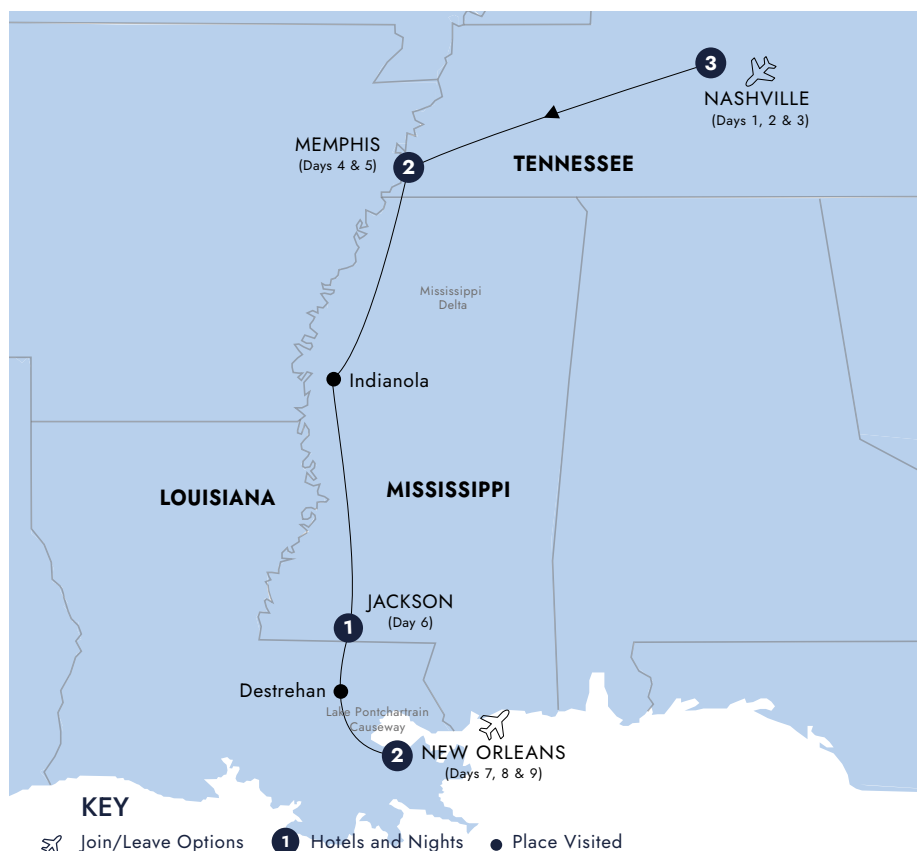 3
NASHVILLE
(Days 1, 2 & 3)
MEMPHIS
(Days 4 & 5)
2
TENNESSEE
Mississippi
Delta
Indianola
LOUISIANA
MISSISSIPPI
JACKSON
(Day 6)
1
Destrehan
Lake Pontchartrain
Causeway
2
NEW ORLEANS
(Days 7, 8 & 9)
KEY
Join/Leave Options
1 Hotels and Nights
Place Visited